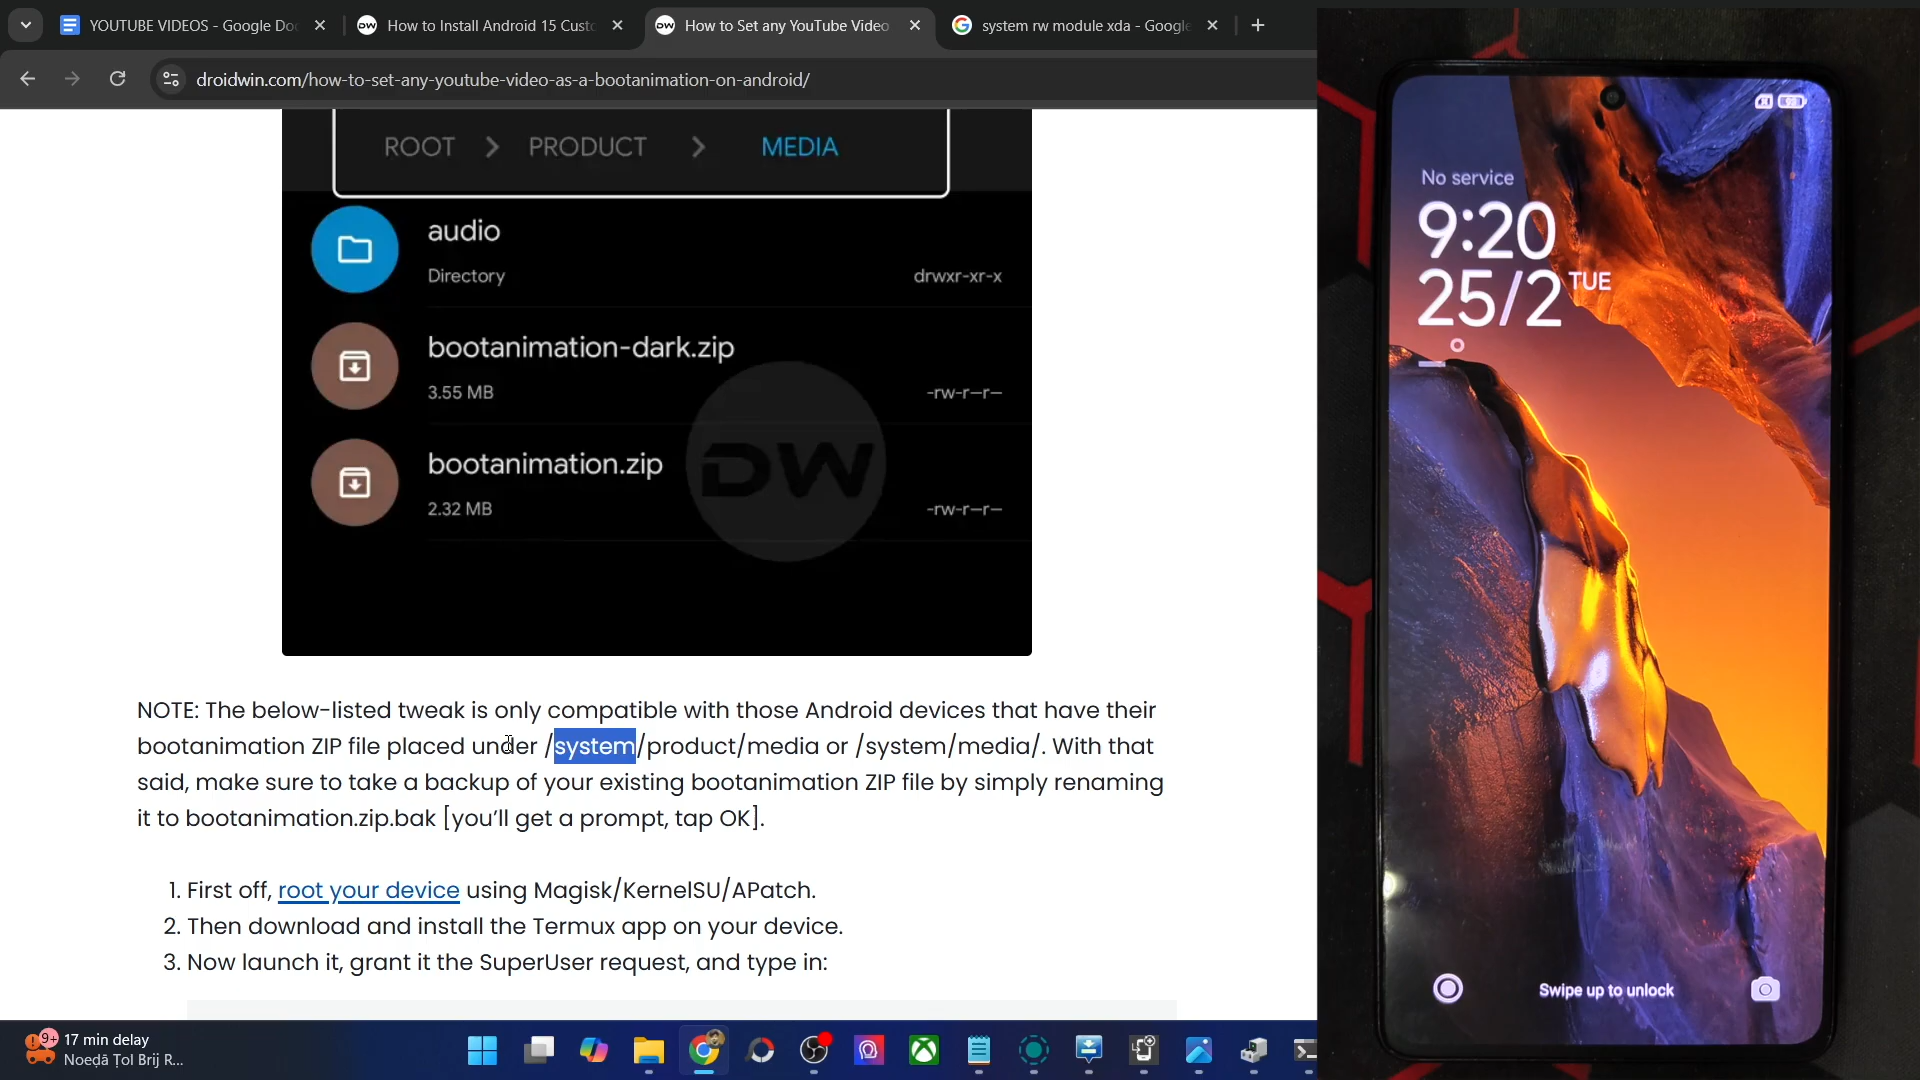 YOUTUBE VIDEOS - Google Do
How to Install Android 15 Custo
How to Set any YouTube Video
system rw module xda - Google
droidwin.com/how-to-set-any-youtube-video-as-a-bootanimation-on-android/
ROOT > PRODUCT > MEDIA
audio
Directory
drwxr-xr-x
bootanimation-dark.zip
3.55 MB
-rw-r--r--
bootanimation.zip
2.32 MB
-rw-r--r--
DW
NOTE: The below-listed tweak is only compatible with those Android devices that have their
bootanimation ZIP file placed under /system/product/media or /system/media/. With that
said, make sure to take a backup of your existing bootanimation ZIP file by simply renaming
it to bootanimation.zip.bak [you’ll get a prompt, tap OK].
1. First off, root your device using Magisk/KernelSU/APatch.
2. Then download and install the Termux app on your device.
3. Now launch it, grant it the SuperUser request, and type in:
9+
17 min delay
Noeḍā Ṭol Brij R...
No service
9:20
25/2 TUE
Swipe up to unlock